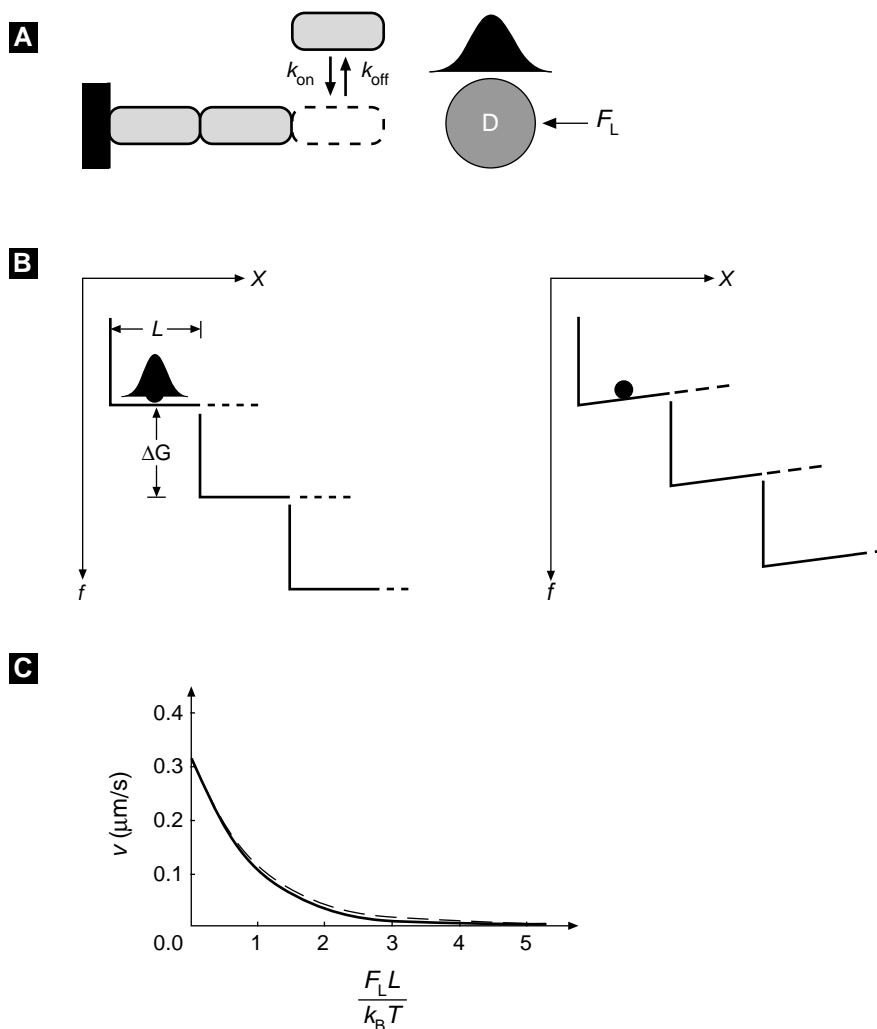 A
k_on k_off
D
F_L
B
X
L
ΔG
f
X
f
C
0.4
0.3
0.2
0.1
0.0
v (μm/s)
1 2 3 4 5
F_L L
k_B T